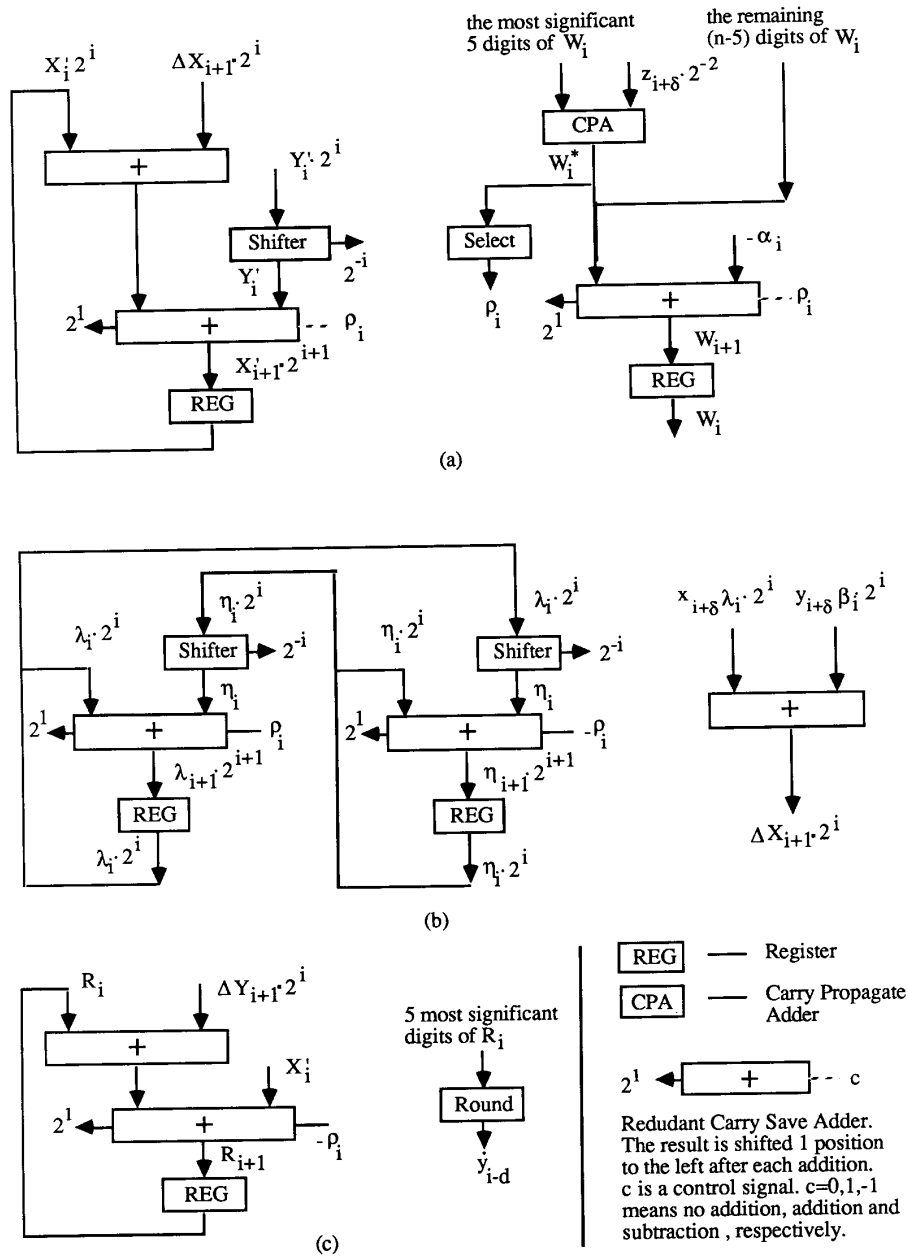 X'_i · 2^i
ΔX_{i+1} · 2^i
+
Y'_i · 2^i
Shifter
2^{-i}
Y'_i
2^1
+
ρ_i
X'_{i+1} · 2^{i+1}
REG
the most significant
5 digits of W_i
the remaining
(n-5) digits of W_i
z_{i+δ} · 2^{-2}
CPA
W_i^*
Select
ρ_i
- α_i
2^1
+
ρ_i
W_{i+1}
REG
W_i
(a)
η_i · 2^i
λ_i · 2^i
λ_i · 2^i
Shifter
2^{-i}
η_i · 2^i
Shifter
2^{-i}
η_i
η_i
2^1
+
ρ_i
2^1
+
-ρ_i
λ_{i+1} · 2^{i+1}
η_{i+1} · 2^{i+1}
REG
REG
λ_i · 2^i
η_i · 2^i
x_{i+δ} λ_i · 2^i
y_{i+δ} β_i · 2^i
+
ΔX_{i+1} · 2^i
(b)
R_i
ΔY_{i+1} · 2^i
+
X'_i
2^1
+
-ρ_i
R_{i+1}
REG
5 most significant
digits of R_i
Round
y_{i-d}
(c)
REG — Register
CPA — Carry Propagate
Adder
2^1 + c
Redudant Carry Save Adder.
The result is shifted 1 position
to the left after each addition.
c is a control signal. c=0,1,-1
means no addition, addition and
subtraction , respectively.